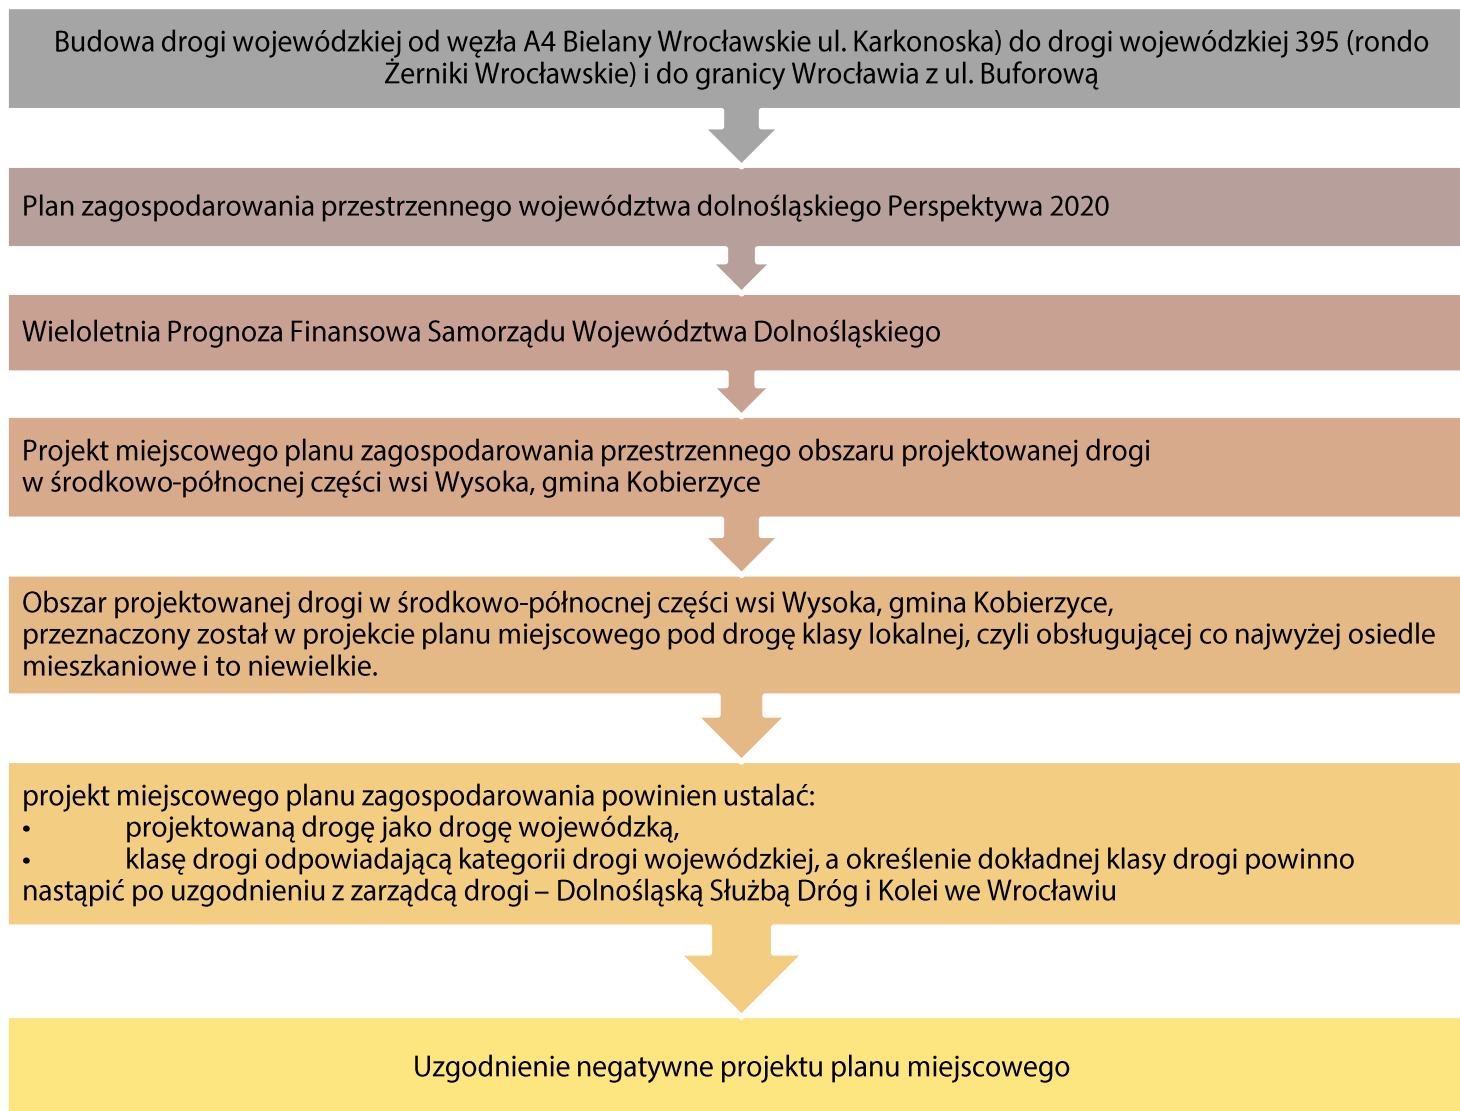 Budowa drogi wojewódzkiej od węzła A4 Bielany Wrocławskie ul. Karkonoska) do drogi wojewódzkiej 395 (rondo
Żerniki Wrocławskie) i do granicy Wrocławia z ul. Buforową
Plan zagospodarowania przestrzennego województwa dolnośląskiego Perspektywa 2020
Wieloletnia Prognoza Finansowa Samorządu Województwa Dolnośląskiego
Projekt miejscowego planu zagospodarowania przestrzennego obszaru projektowanej drogi
w środkowo-północnej części wsi Wysoka, gmina Kobierzyce
Obszar projektowanej drogi w środkowo-północnej części wsi Wysoka, gmina Kobierzyce,
przeznaczony został w projekcie planu miejscowego pod drogę klasy lokalnej, czyli obsługującej co najwyżej osiedle
mieszkaniowe i to niewielkie.
projekt miejscowego planu zagospodarowania powinien ustalać:
• projektowaną drogę jako drogę wojewódzką,
• klasę drogi odpowiadającą kategorii drogi wojewódzkiej, a określenie dokładnej klasy drogi powinno
nastąpić po uzgodnieniu z zarządcą drogi – Dolnośląską Służbą Dróg i Kolei we Wrocławiu
Uzgodnienie negatywne projektu planu miejscowego